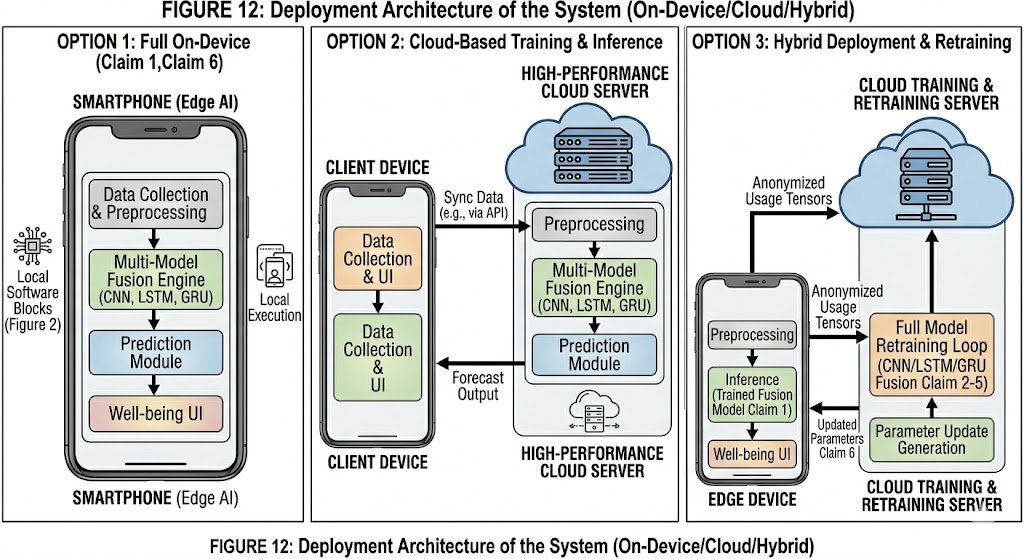 FIGURE 12: Deployment Architecture of the System (On-Device/Cloud/Hybrid)
OPTION 1: Full On-Device
(Claim 1,Claim 6)
SMARTPHONE (Edge AI)
Data Collection
& Preprocessing
Multi-Model
Fusion Engine
(CNN, LSTM, GRU)
Prediction
Module
Well-being UI
Local
Software
Blocks
(Figure 2)
Local
Execution
SMARTPHONE (Edge AI)
OPTION 2: Cloud-Based Training & Inference
HIGH-PERFORMANCE
CLOUD SERVER
CLIENT DEVICE
Sync Data
(e.g., via API)
Data
Collection
& UI
Data
Collection
&
UI
Preprocessing
Multi-Model
Fusion Engine
(CNN, LSTM, GRU)
Prediction
Module
Forecast
Output
CLIENT DEVICE
HIGH-PERFORMANCE
CLOUD SERVER
OPTION 3: Hybrid Deployment & Retraining
CLOUD TRAINING &
RETRAINING SERVER
Anonymized
Usage
Tensors
Anonymized
Usage
Tensors
Preprocessing
Inference
(Trained Fusion
Model Claim 1)
Well-being UI
Full Model
Retraining Loop
(CNN/LSTM/GRU
Fusion Claim 2-5)
Updated
Parameters
Claim 6
Parameter Update
Generation
EDGE DEVICE
CLOUD TRAINING &
RETRAINING SERVER
FIGURE 12: Deployment Architecture of the System (On-Device/Cloud/Hybrid)